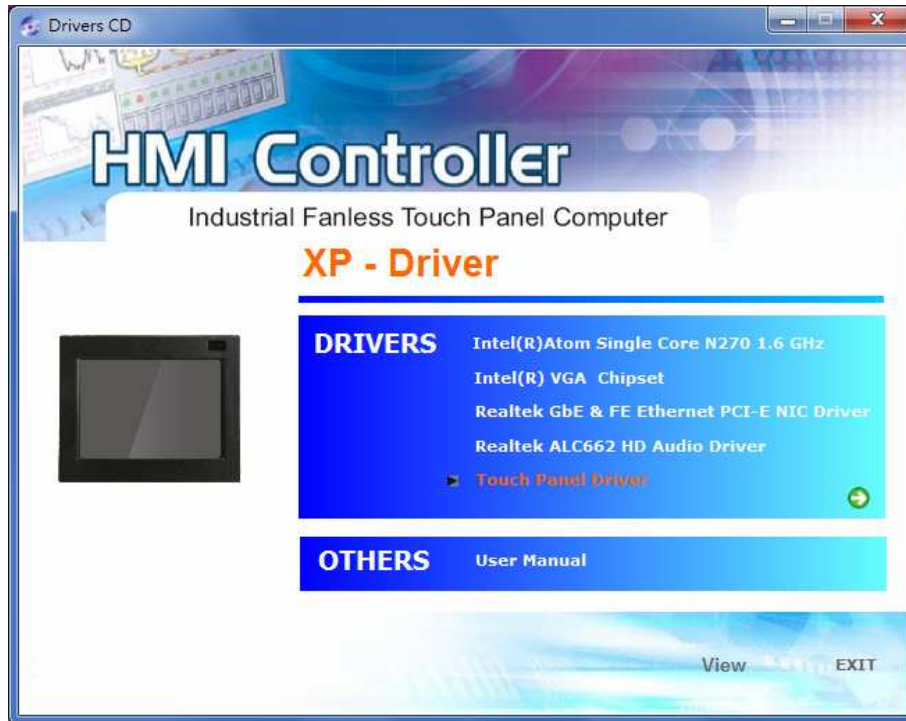 Drivers CD
HMI Controller
Industrial Fanless Touch Panel Computer
XP - Driver
DRIVERS
Intel(R)Atom Single Core N270 1.6 GHz
Intel(R) VGA Chipset
Realtek GbE & FE Ethernet PCI-E NIC Driver
Realtek ALC662 HD Audio Driver
Touch Panel Driver
OTHERS
User Manual
View
EXIT